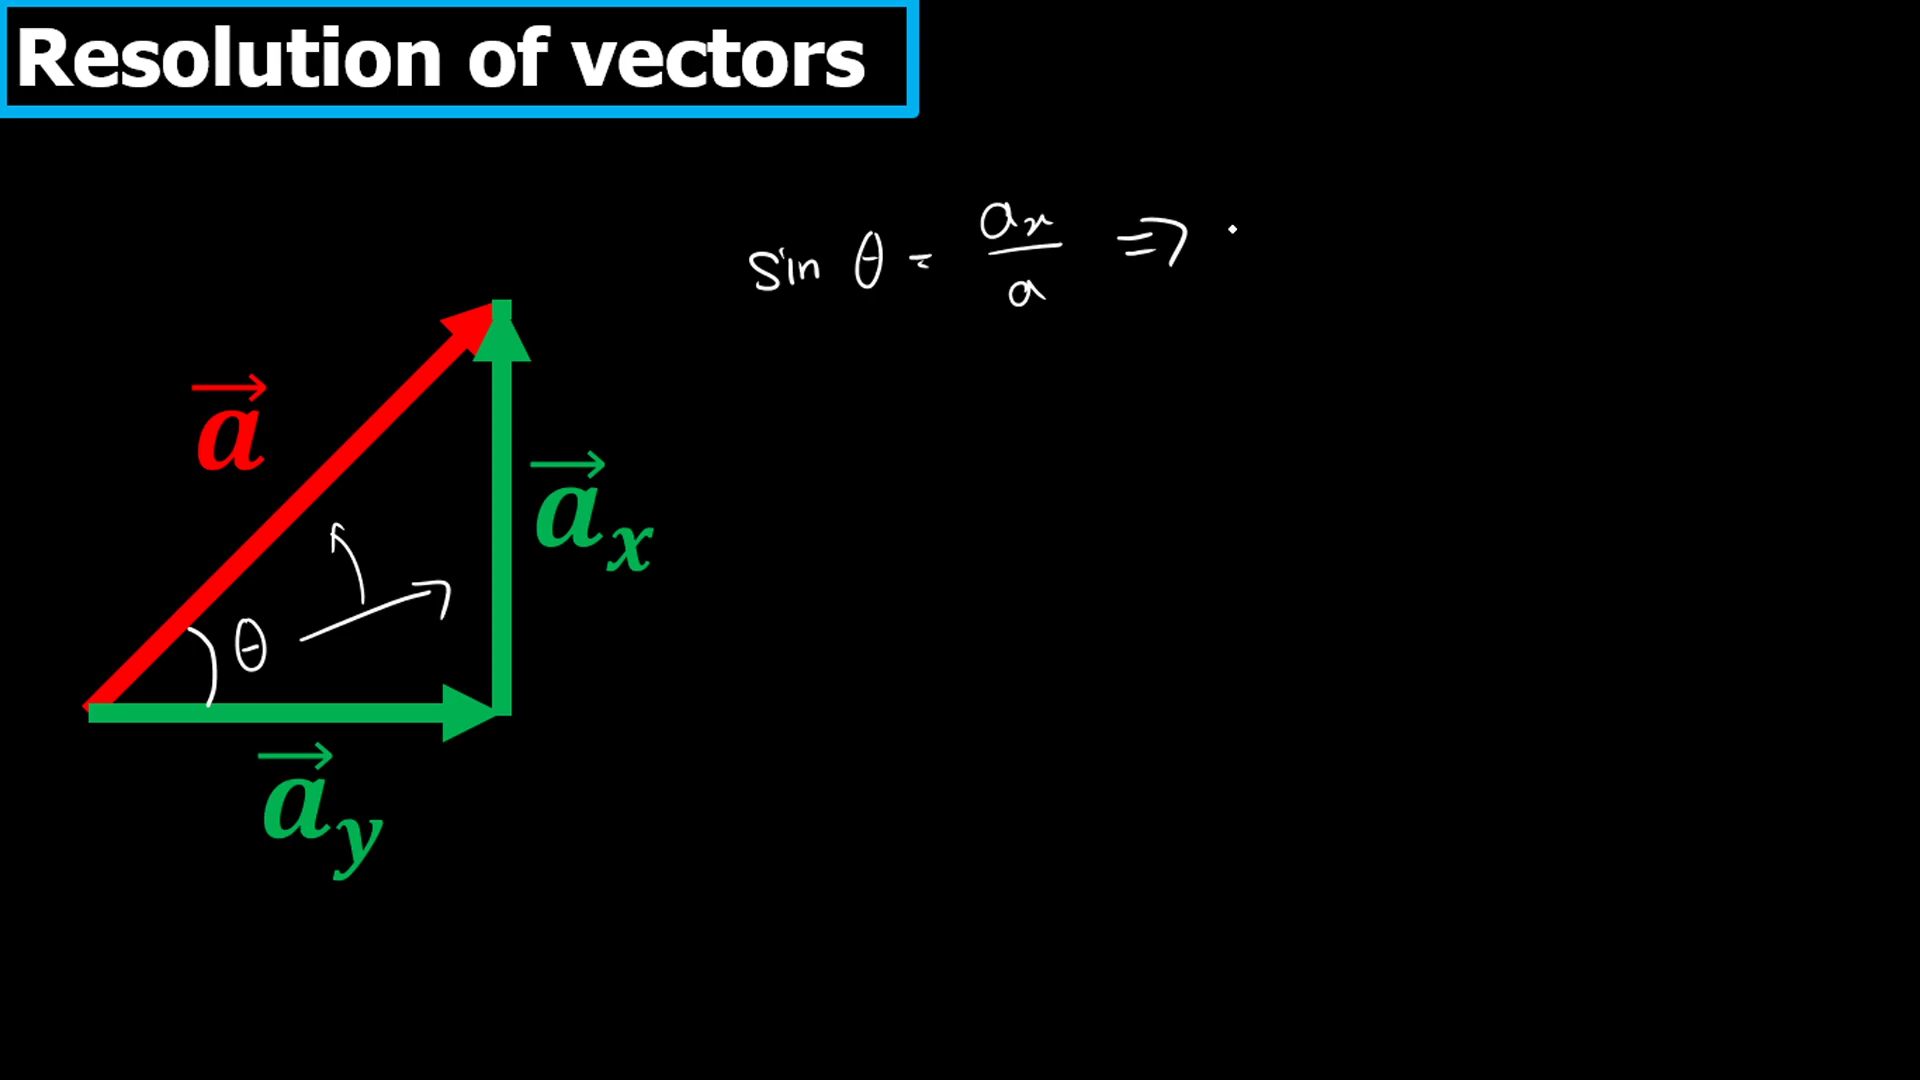 Resolution of vectors
sin θ = aₓ/a ⇒
a⃗
a⃗ₓ
θ
a⃗ᵧ